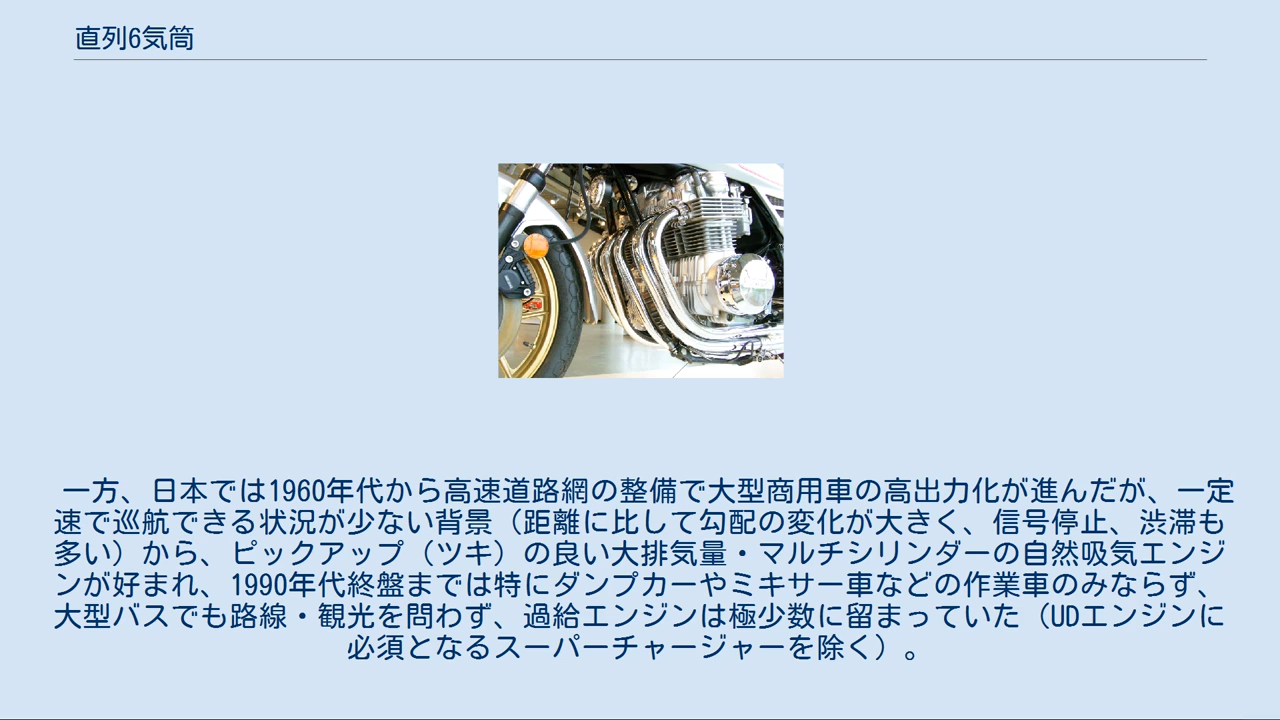 直列6気筒
一方、日本では1960年代から高速道路網の整備で大型商用車の高出力化が進んだが、一定
速で巡航できる状況が少ない背景（距離に比して勾配の変化が大きく、信号停止、渋滞も
多い）から、ピックアップ（ツキ）の良い大排気量・マルチシリンダーの自然吸気エンジ
ンが好まれ、1990年代終盤までは特にダンプカーやミキサー車などの作業車のみならず、
大型バスでも路線・観光を問わず、過給エンジンは極少数に留まっていた（UDエンジンに
必須となるスーパーチャージャーを除く）。